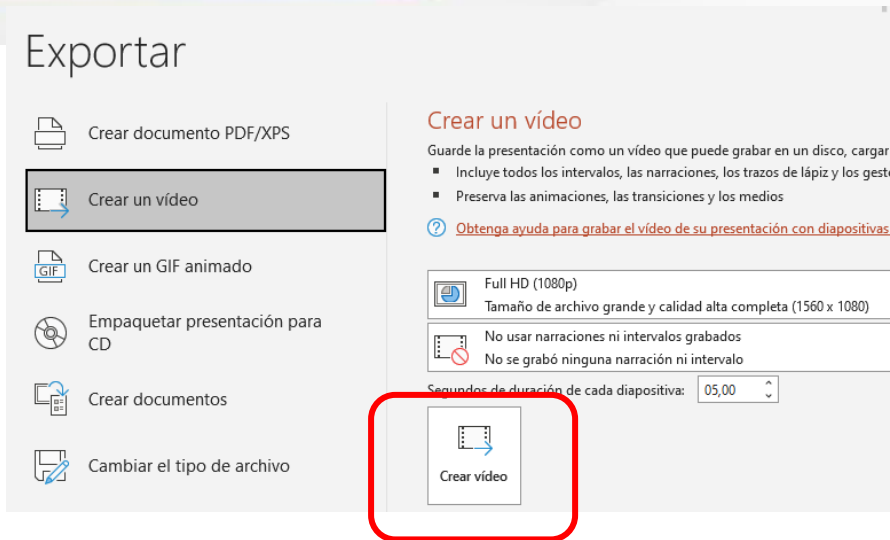 Exportar
Crear documento PDF/XPS
Crear un vídeo
GIF
Crear un GIF animado
Empaquetar presentación para
CD
Crear documentos
Cambiar el tipo de archivo
Crear un vídeo
Guarde la presentación como un vídeo que puede grabar en un disco, cargar
Incluye todos los intervalos, las narraciones, los trazos de lápiz y los
Preserva las animaciones, las transiciones y los medios
Obtenga ayuda para grabar el vídeo de su presentación con diapositivas
Full HD (1080p)
Tamaño de archivo grande y calidad alta completa (1560 x 1080)
No usar narraciones ni intervalos grabados
No se grabó ninguna narración ni intervalo
Segundos de duración de cada diapositiva: 05,00
Crear vídeo